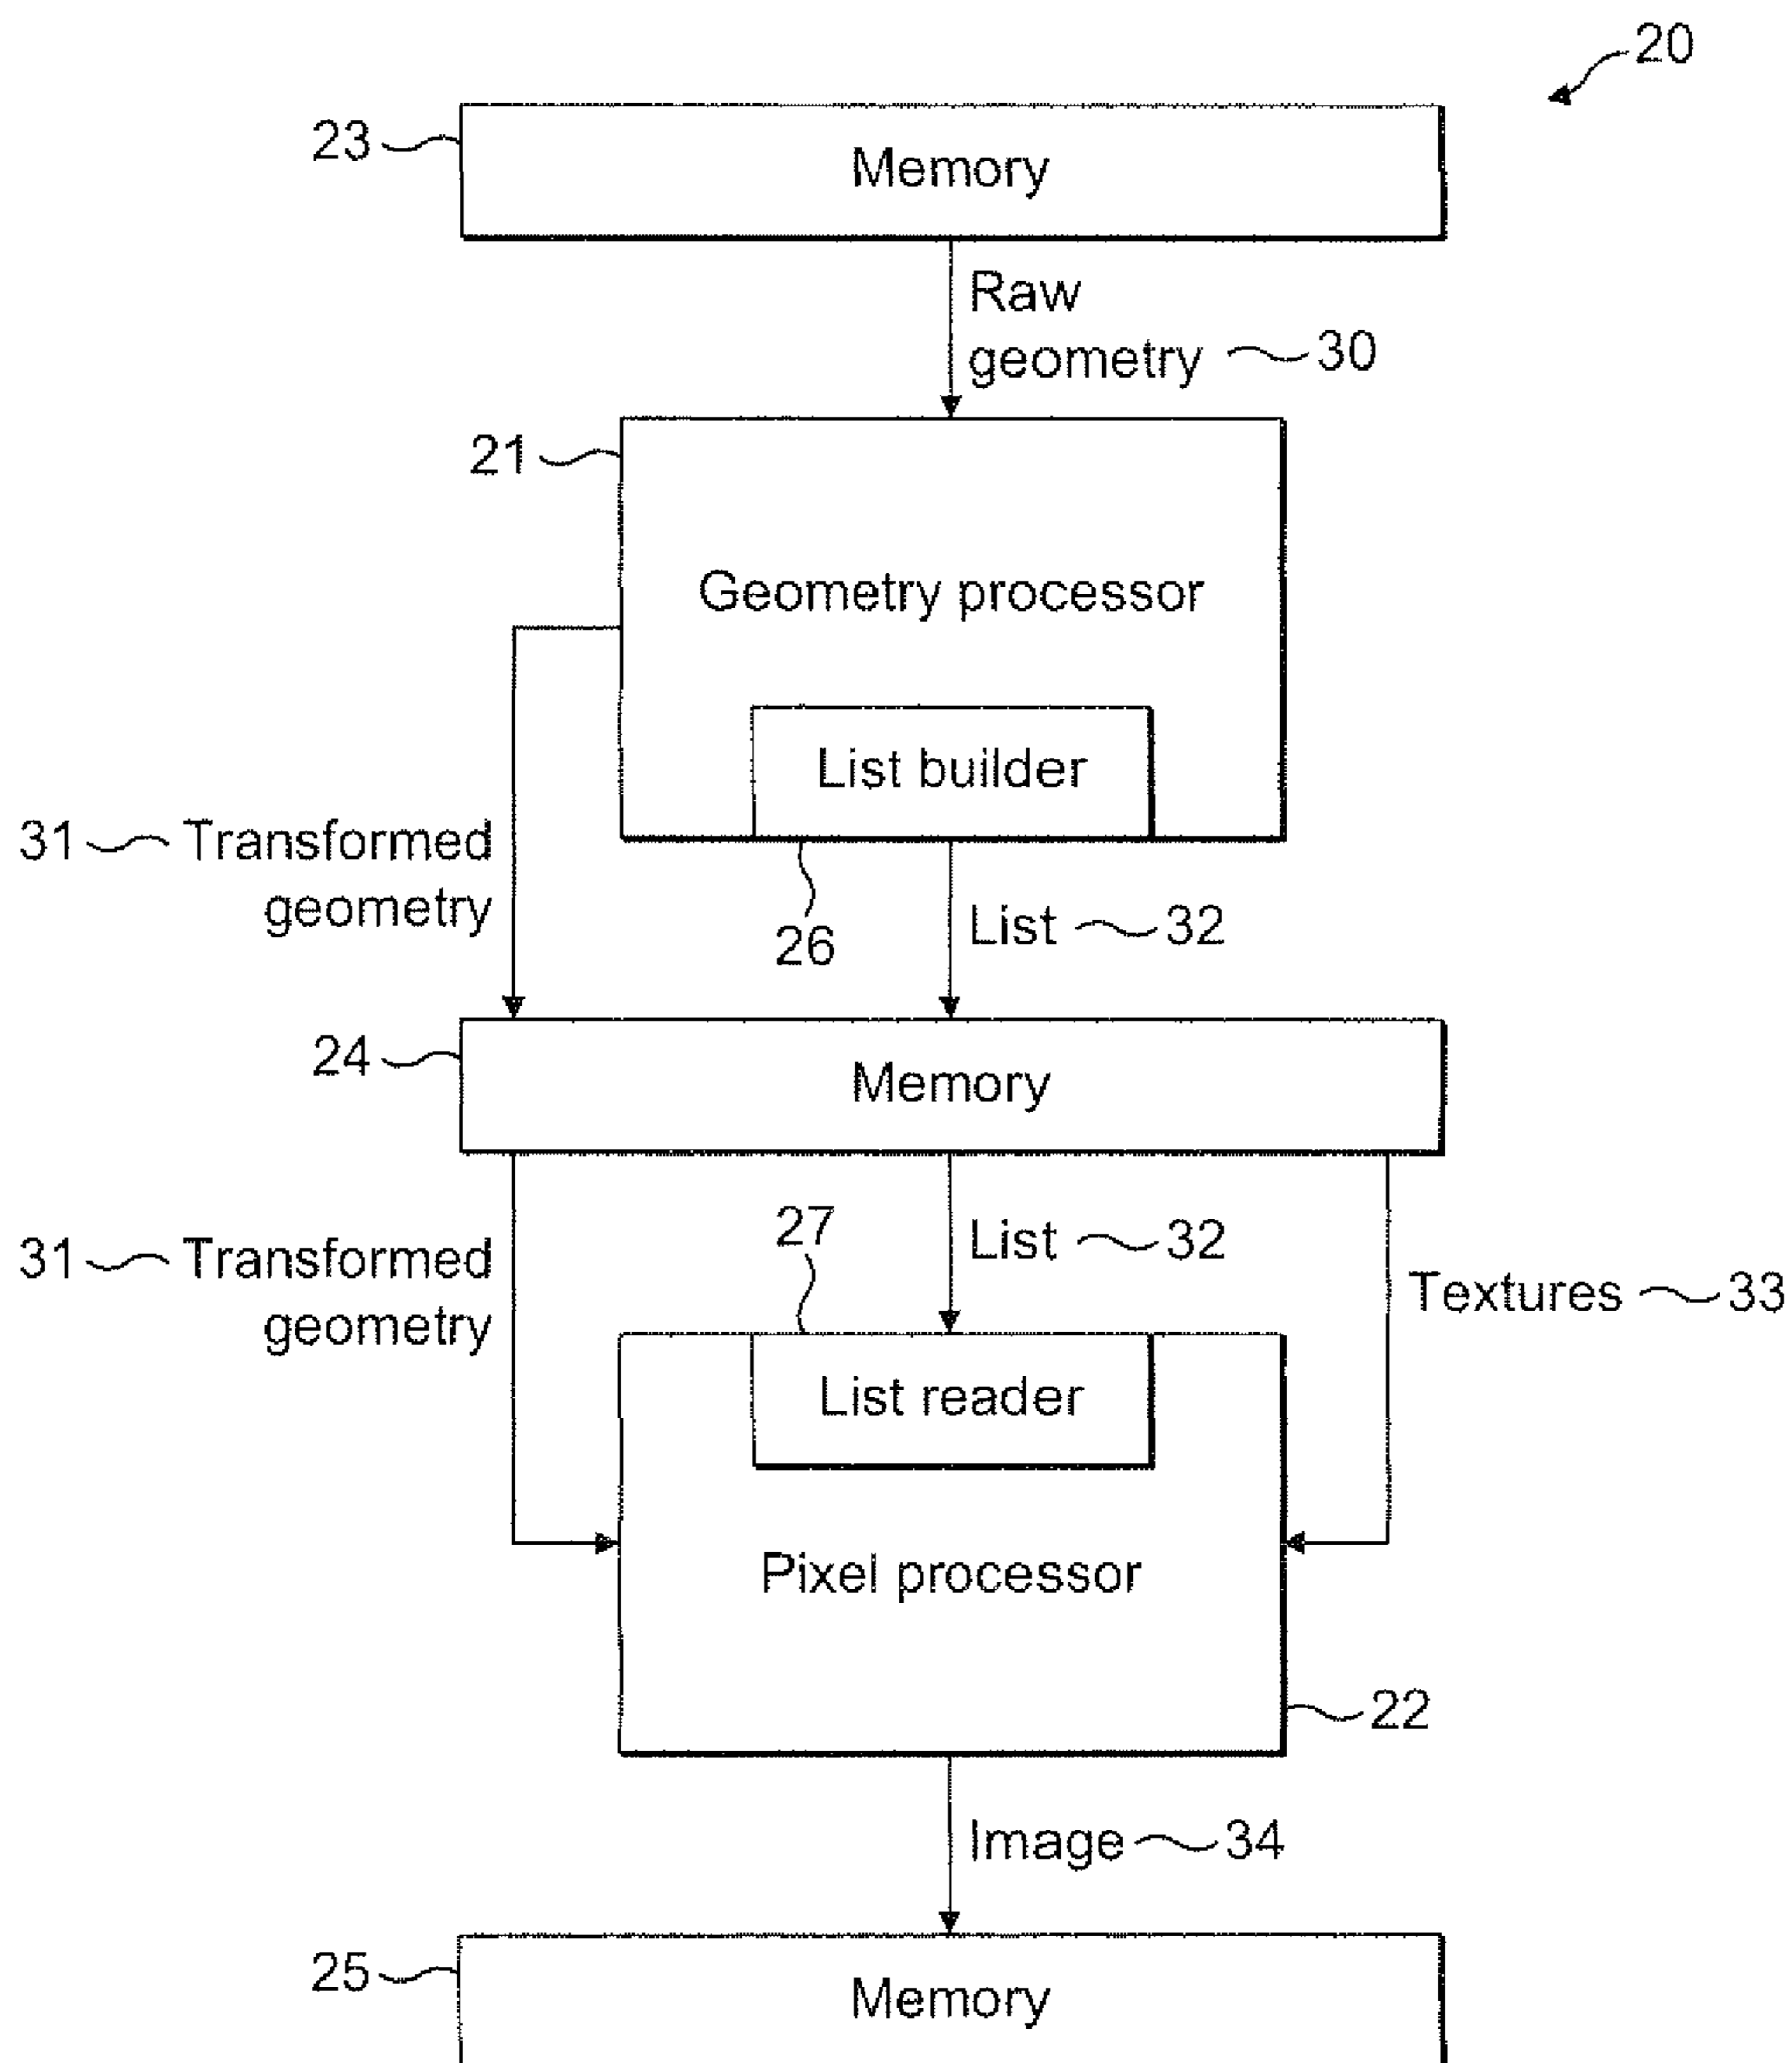 20
23
Memory
Raw
geometry 30
21
Geometry processor
List builder
31 Transformed
geometry
26
List 32
24
Memory
27
List 32
31 Transformed
geometry
Textures 33
List reader
Pixel processor
22
Image 34
25
Memory